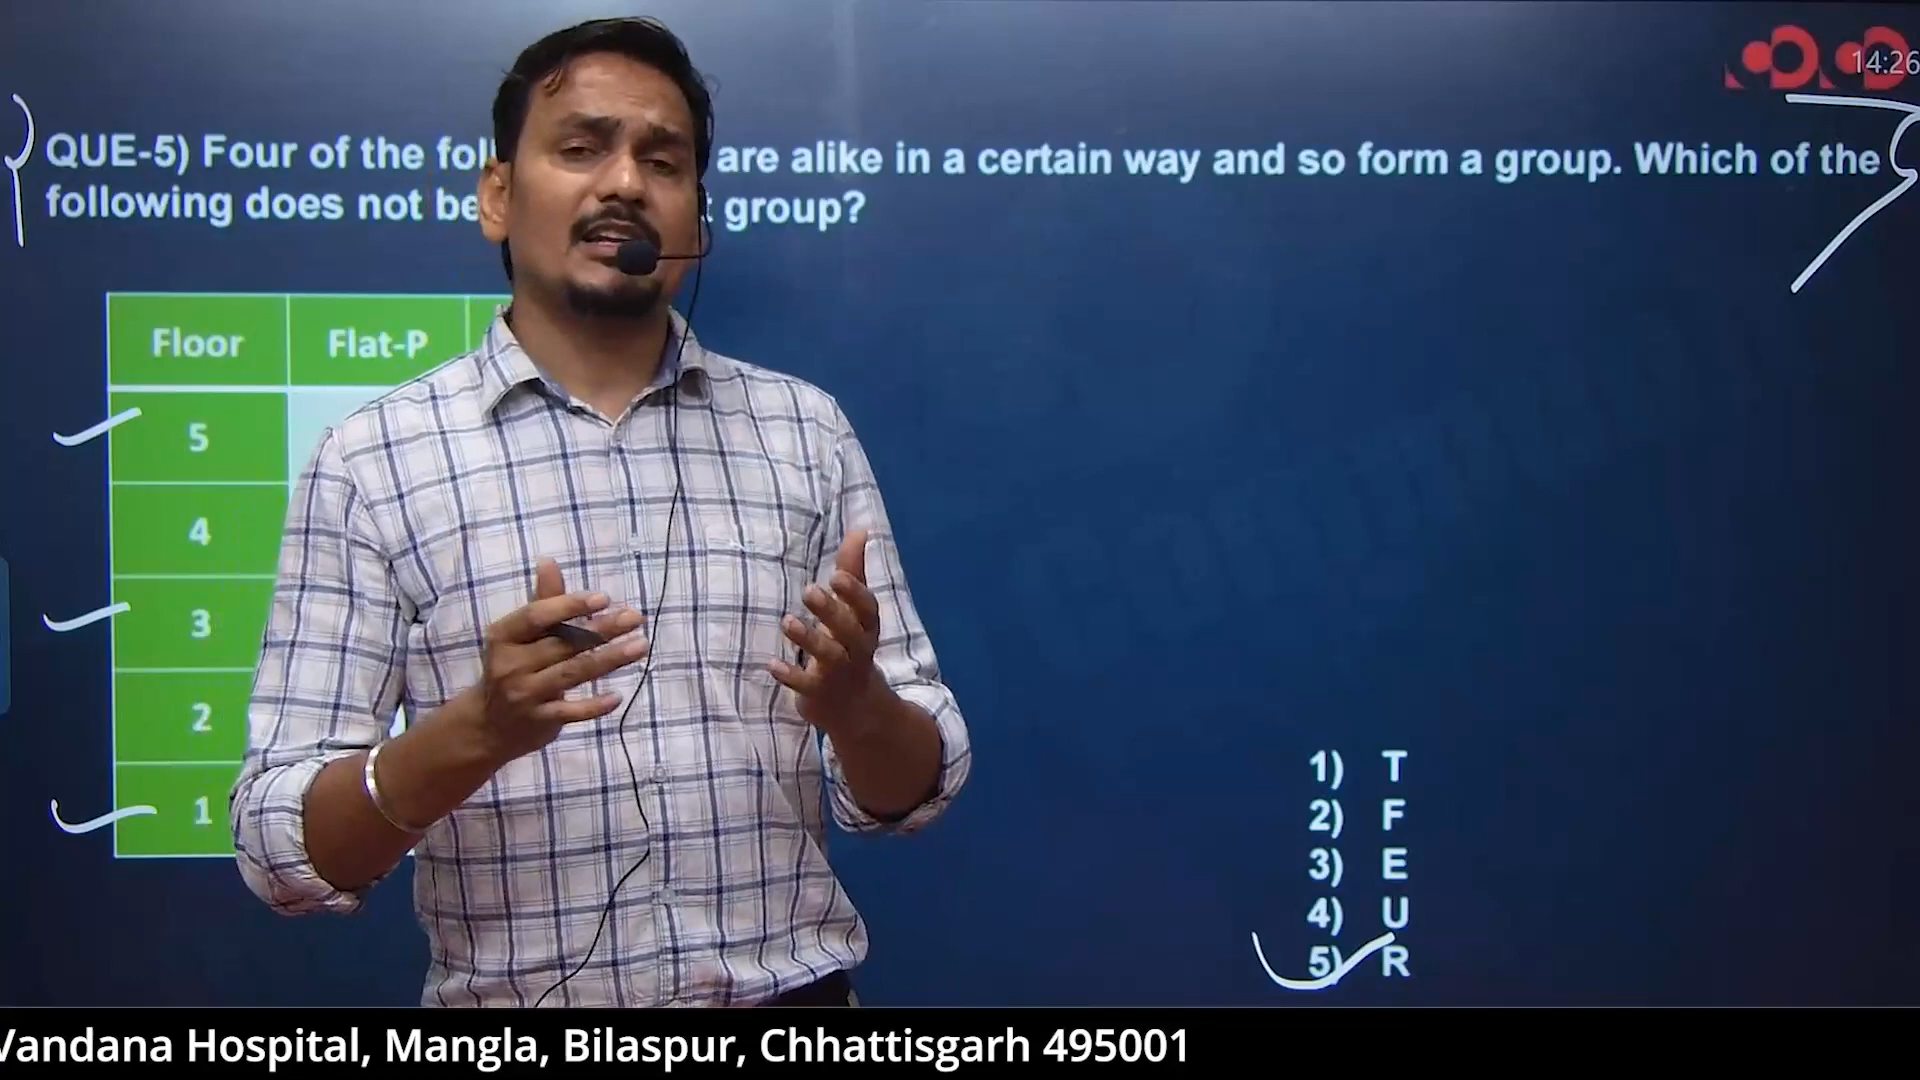 14:26
QUE-5) Four of the are alike in a certain way and so form a group. Which of the
following does not group?
Floor Flat-P
5
4
3
2
1
1) T
2) F
3) E
4) U
5) R
Vandana Hospital, Mangla, Bilaspur, Chhattisgarh 495001